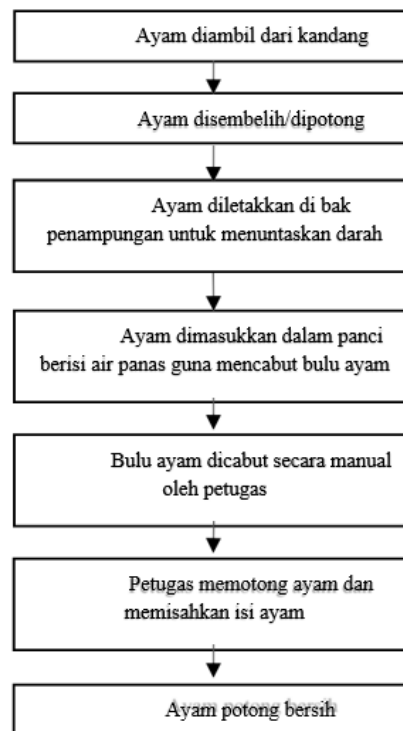 Ayam diambil dari kandang
Ayam disembelih/dipotong
Ayam diletakkan di bak
penampungan untuk menuntaskan darah
Ayam dimasukkan dalam panci
berisi air panas guna mencabut bulu ayam
Bulu ayam dicabut secara manual
oleh petugas
Petugas memotong ayam dan
memisahkan isi ayam
Ayam potong bersih